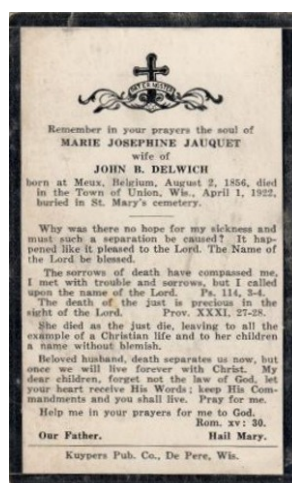 PATER NOSTER
Remember in your prayers the soul of
MARIE JOSEPHINE JAUQUET
wife of
JOHN B. DELWICH
born at Meux, Belgium, August 2, 1856, died
in the Town of Union, Wis., April 1, 1922,
buried in St. Mary's cemetery.
Why was there no hope for my sickness and
must such a separation be caused? It hap-
pened like it pleased to the Lord. The Name of
the Lord be blessed.
The sorrows of death have compassed me,
I met with trouble and sorrows, but I called
upon the name of the Lord. Ps. 114, 3-4.
The death of the just is precious in the
sight of the Lord. Prov. XXXI. 27-28.
She died as the just die, leaving to all the
example of a Christian life and to her children
a name without blemish.
Beloved husband, death separates us now, but
once we will live forever with Christ. My
dear children, forget not the law of God, let
your heart receive His Words; keep His Com-
mandments and you shall live. Pray for me.
Help me in your prayers for me to God.
Rom. xv: 30.
Our Father. Hail Mary.
Kuypers Pub. Co., De Pere, Wis.